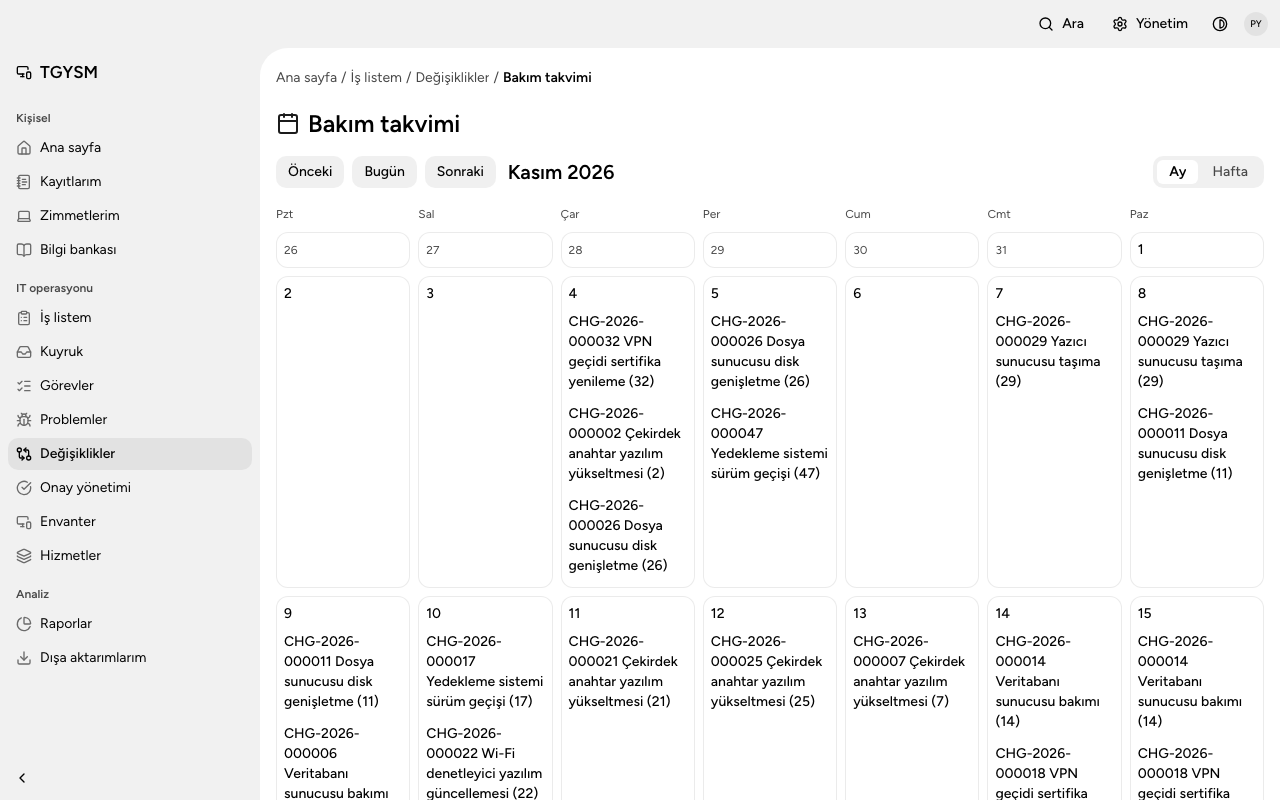 Ara
Yönetim
PY
TGYSM
Kişisel
Ana sayfa
Kayıtlarım
Zimmetlerim
Bilgi bankası
IT operasyonu
İş listem
Kuyruk
Görevler
Problemler
Değişiklikler
Onay yönetimi
Envanter
Hizmetler
Analiz
Raporlar
Dışa aktarımlarım
Ana sayfa / İş listem / Değişiklikler / Bakım takvimi
Bakım takvimi
Önceki
Bugün
Sonraki
Kasım 2026
Ay
Hafta
Pzt
Sal
Çar
Per
Cum
Cmt
Paz
26
27
28
29
30
31
1
2
3
4
CHG-2026-
000032 VPN
geçidi sertifika
yenileme (32)
CHG-2026-
000002 Çekirdek
anahtar yazılım
yükseltmesi (2)
CHG-2026-
000026 Dosya
sunucusu disk
genişletme (26)
5
CHG-2026-
000026 Dosya
sunucusu disk
genişletme (26)
CHG-2026-
000047
Yedekleme sistemi
sürüm geçişi (47)
6
7
CHG-2026-
000029 Yazıcı
sunucusu taşıma
(29)
8
CHG-2026-
000029 Yazıcı
sunucusu taşıma
(29)
CHG-2026-
000011 Dosya
sunucusu disk
genişletme (11)
9
CHG-2026-
000011 Dosya
sunucusu disk
genişletme (11)
CHG-2026-
000006
Veritabanı
sunucusu bakımı
10
CHG-2026-
000017
Yedekleme sistemi
sürüm geçişi (17)
CHG-2026-
000022 Wi-Fi
denetleyici yazılım
güncellemesi (22)
11
CHG-2026-
000021 Çekirdek
anahtar yazılım
yükseltmesi (21)
12
CHG-2026-
000025 Çekirdek
anahtar yazılım
yükseltmesi (25)
13
CHG-2026-
000007 Çekirdek
anahtar yazılım
yükseltmesi (7)
14
CHG-2026-
000014
Veritabanı
sunucusu bakımı
(14)
CHG-2026-
000018 VPN
geçidi sertifika
15
CHG-2026-
000014
Veritabanı
sunucusu bakımı
(14)
CHG-2026-
000018 VPN
geçidi sertifika